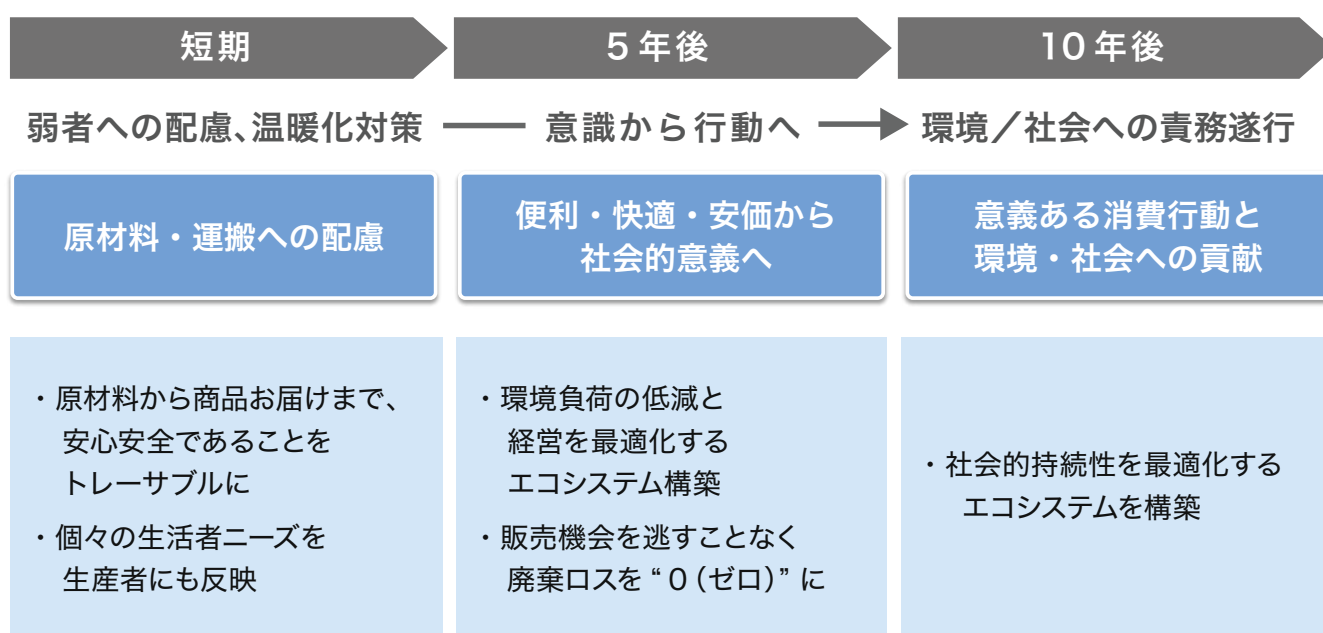 短期
5年後
10年後
弱者への配慮、温暖化対策
意識から行動へ
環境／社会への責務遂行
原材料・運搬への配慮
便利・快適・安価から
社会的意義へ
意義ある消費行動と
環境・社会への貢献
・原材料から商品お届けまで、
安心安全であることを
トレーサブルに
・個々の生活者ニーズを
生産者にも反映
・環境負荷の低減と
経営を最適化する
エコシステム構築
・販売機会を逃すことなく
廃棄ロスを“0（ゼロ）”に
・社会的持続性を最適化する
エコシステムを構築